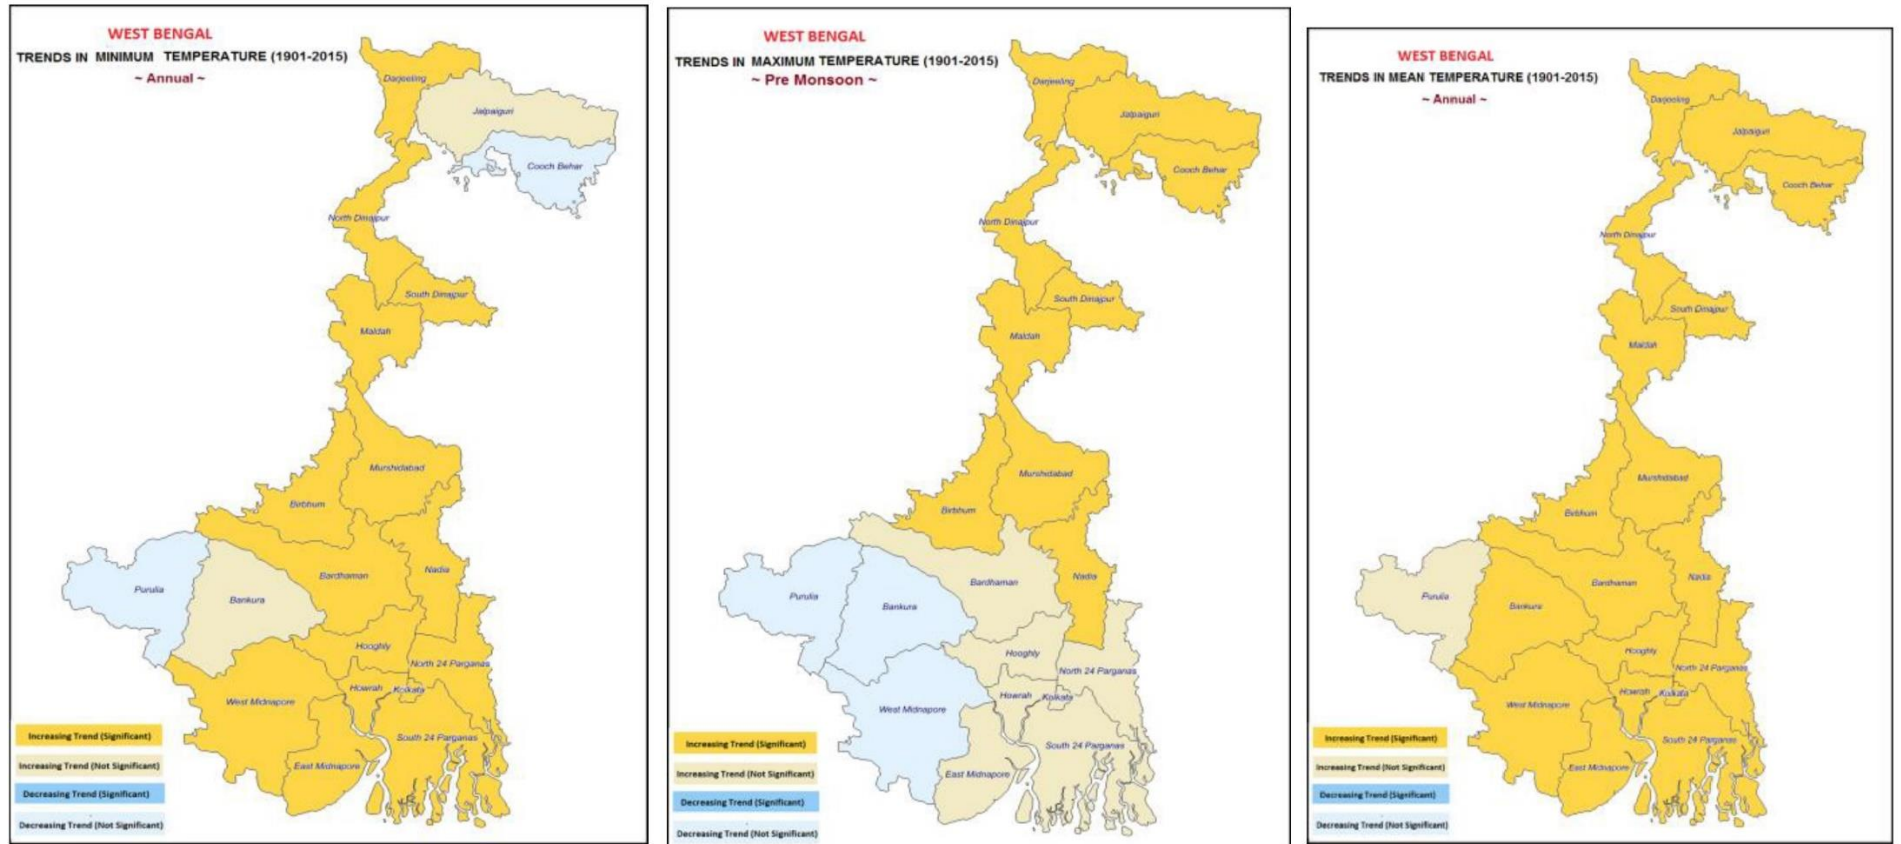 WEST BENGAL
TRENDS IN MINIMUM TEMPERATURE (1901-2015)
~ Annual ~
Darjeeling
Jalpaiguri
Cooch Behar
North Dinajpur
South Dinajpur
Maldah
Murshidabad
Birbhum
Bardhaman
Nadia
Purulia
Bankura
Hooghly
North 24 Parganas
Howrah
Kolkata
West Midnapore
South 24 Parganas
East Midnapore
Increasing Trend (Significant)
Increasing Trend (Not Significant)
Decreasing Trend (Significant)
Decreasing Trend (Not Significant)
WEST BENGAL
TRENDS IN MAXIMUM TEMPERATURE (1901-2015)
~ Pre Monsoon ~
Darjeeling
Jalpaiguri
Cooch Behar
North Dinajpur
South Dinajpur
Maldah
Murshidabad
Birbhum
Bardhaman
Nadia
Purulia
Bankura
Hooghly
North 24 Parganas
Howrah
Kolkata
West Midnapore
South 24 Parganas
East Midnapore
Increasing Trend (Significant)
Increasing Trend (Not Significant)
Decreasing Trend (Significant)
Decreasing Trend (Not Significant)
WEST BENGAL
TRENDS IN MEAN TEMPERATURE (1901-2015)
~ Annual ~
Darjeeling
Jalpaiguri
Cooch Behar
North Dinajpur
South Dinajpur
Maldah
Murshidabad
Birbhum
Bardhaman
Nadia
Purulia
Bankura
Hooghly
North 24 Parganas
Howrah
Kolkata
West Midnapore
South 24 Parganas
East Midnapore
Increasing Trend (Significant)
Increasing Trend (Not Significant)
Decreasing Trend (Significant)
Decreasing Trend (Not Significant)